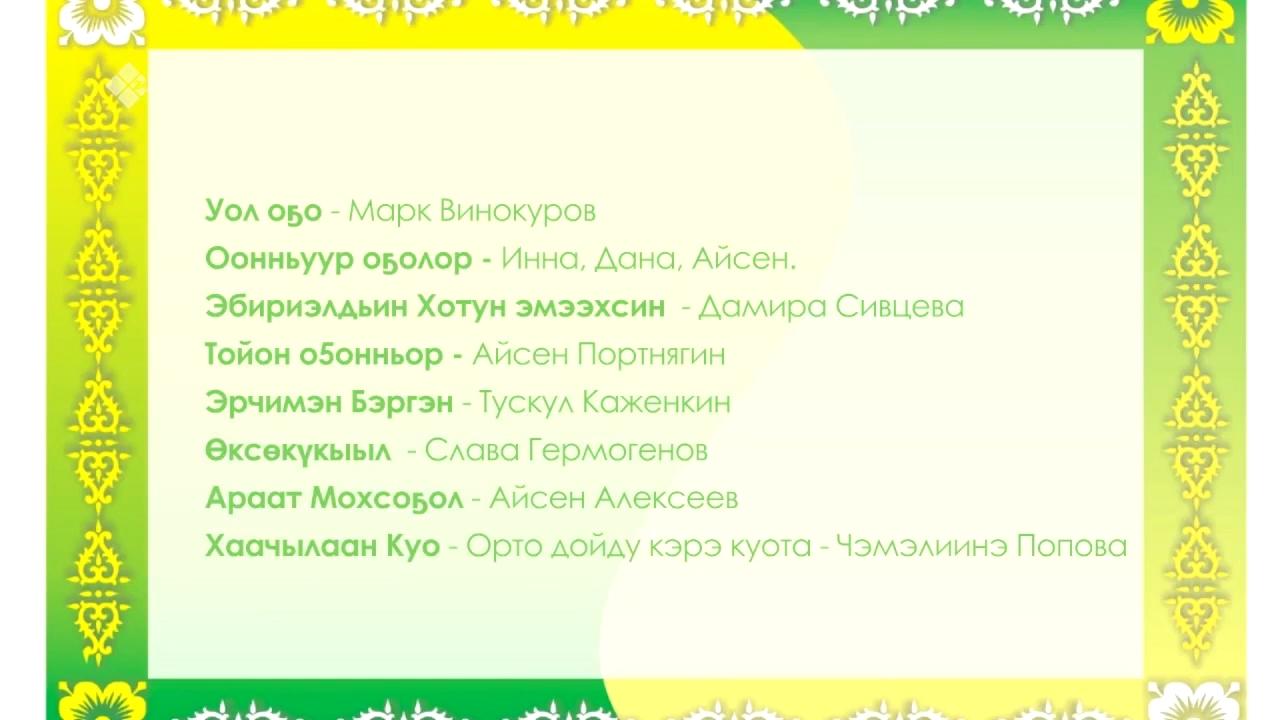 Уол оҕо - Марк Винокуров
Оонньуур оҕолор - Инна, Дана, Айсен.
Эбириэлдьин Хотун эмээхсин - Дамира Сивцева
Тойон о5онньор - Айсен Портнягин
Эрчимэн Бэргэн - Тускул Каженкин
Өксөкүкыыл - Слава Гермогенов
Араат Мохсоҕол - Айсен Алексеев
Хаачылаан Куо - Орто дойду кэрэ куота - Чэмэлиинэ Попова